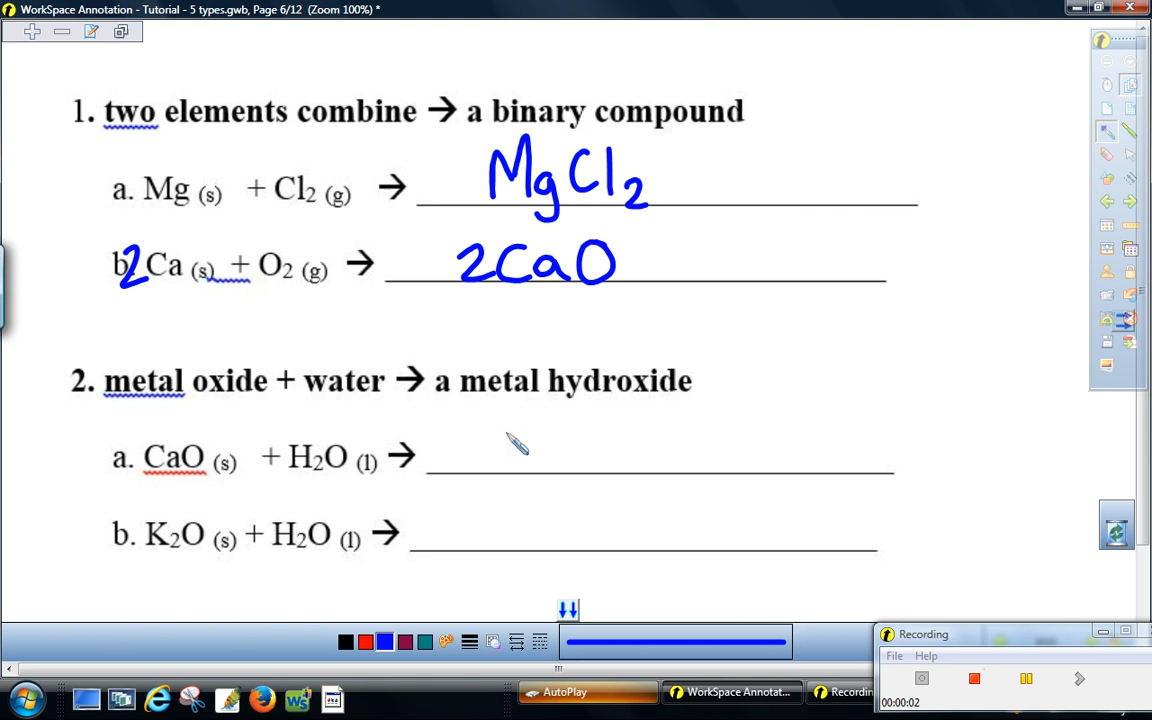 WorkSpace Annotation - Tutorial - 5 types.gwb, Page 6/12 (Zoom 100%) *
1. two elements combine → a binary compound
a. Mg (s) + Cl2 (g) → MgCl2
b. 2Ca (s) + O2 (g) → 2CaO
2. metal oxide + water → a metal hydroxide
a. CaO (s) + H2O (l) →
b. K2O (s) + H2O (l) →
Recording
File Help
00:00:02
AutoPlay
WorkSpace Annotat...
Recordin